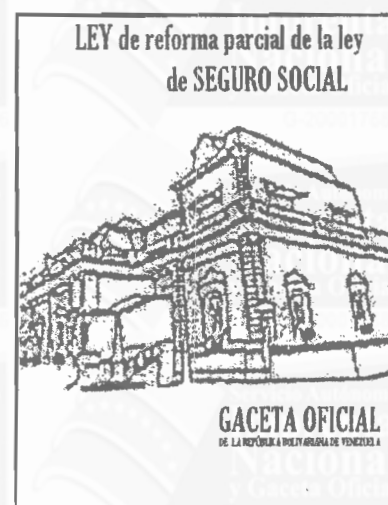 LEY de reforma parcial de la ley
de SEGURO SOCIAL
GACETA OFICIAL
DE LA REPÚBLICA BOLIVARIANA DE VENEZUELA